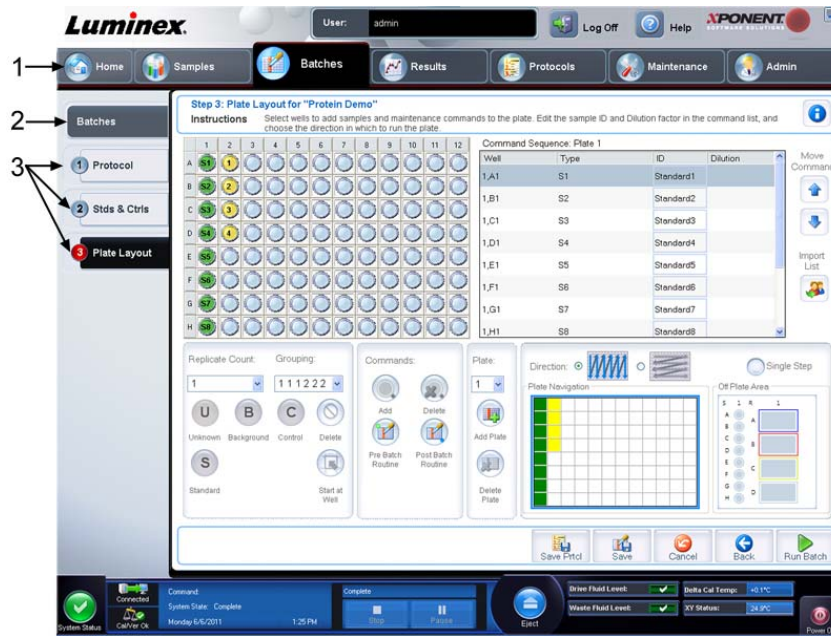 Luminex.
User: admin
Log Off
Help
XPONENT
SOFTWARE SOLUTIONS
1
Home
Samples
Batches
Results
Protocols
Maintenance
Admin
2
Batches
3
1 Protocol
2 Stds & Ctrls
3 Plate Layout
Step 3: Plate Layout for "Protein Demo"
Instructions Select wells to add samples and maintenance commands to the plate. Edit the sample ID and Dilution factor in the command list, and
choose the direction in which to run the plate.
1 2 3 4 5 6 7 8 9 10 11 12
A S1 1
B S2 2
C S3 3
D S4 4
E S5
F S6
G S7
H S8
Command Sequence: Plate 1
Well Type ID Dilution
1,A1 S1 Standard1
1,B1 S2 Standard2
1,C1 S3 Standard3
1,D1 S4 Standard4
1,E1 S5 Standard5
1,F1 S6 Standard6
1,G1 S7 Standard7
1,H1 S8 Standard8
Move
Command
Import
List
Replicate Count: Grouping:
1 1 1 1 2 2 2
U B C
Unknown Background Control Delete
S
Standard Start at
Well
Commands:
Add Delete
Pre Batch
Routine
Post Batch
Routine
Plate:
1
Add Plate
Delete
Plate
Direction:
Single Step
Plate Navigation
Off Plate Area
S 1 R 1
A
B
C
D
E
F
G
H
A
B
C
D
Save Prtcl
Save
Cancel
Back
Run Batch
System Status
Connected
Cal/Ver Ok
Command:
System State: Complete
Monday 6/6/2011 1:25 PM
Complete
Stop
Pause
Eject
Drive Fluid Level:
Waste Fluid Level:
Delta Cal Temp: +0.1°C
XY Status: 24.9°C